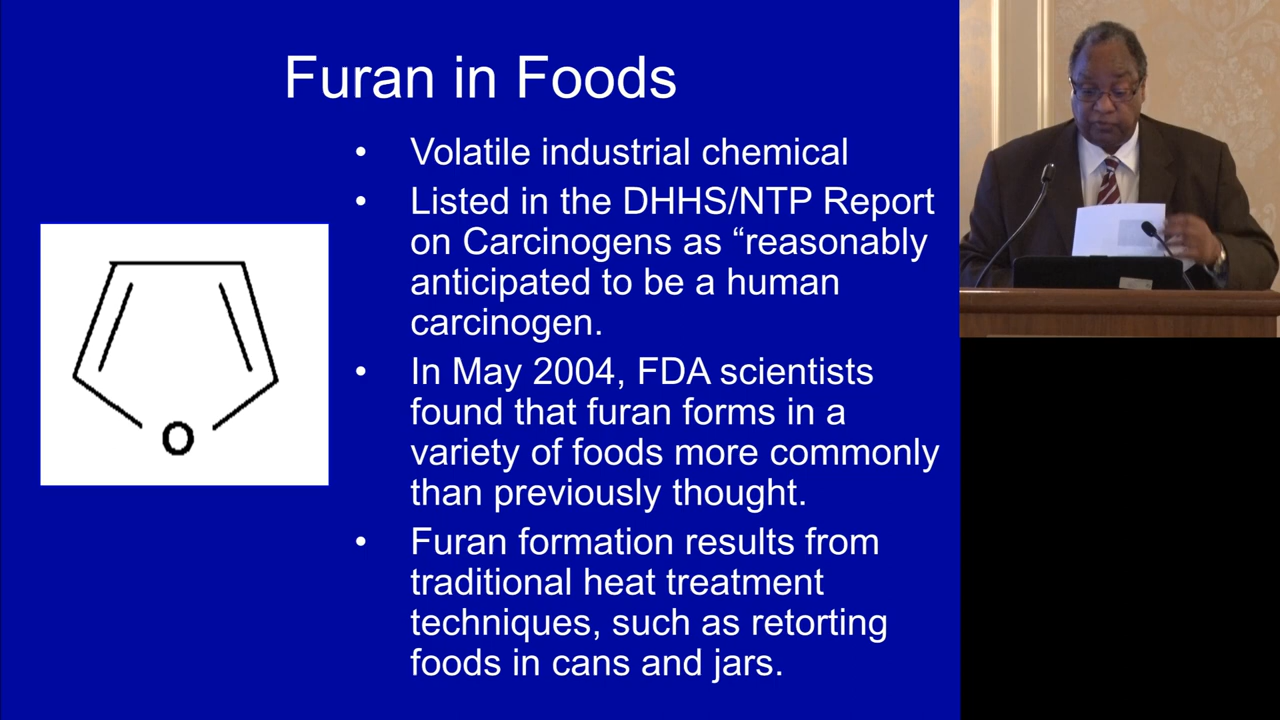 Furan in Foods
• Volatile industrial chemical
• Listed in the DHHS/NTP Report
on Carcinogens as “reasonably
anticipated to be a human
carcinogen.
• In May 2004, FDA scientists
found that furan forms in a
variety of foods more commonly
than previously thought.
• Furan formation results from
traditional heat treatment
techniques, such as retorting
foods in cans and jars.
O